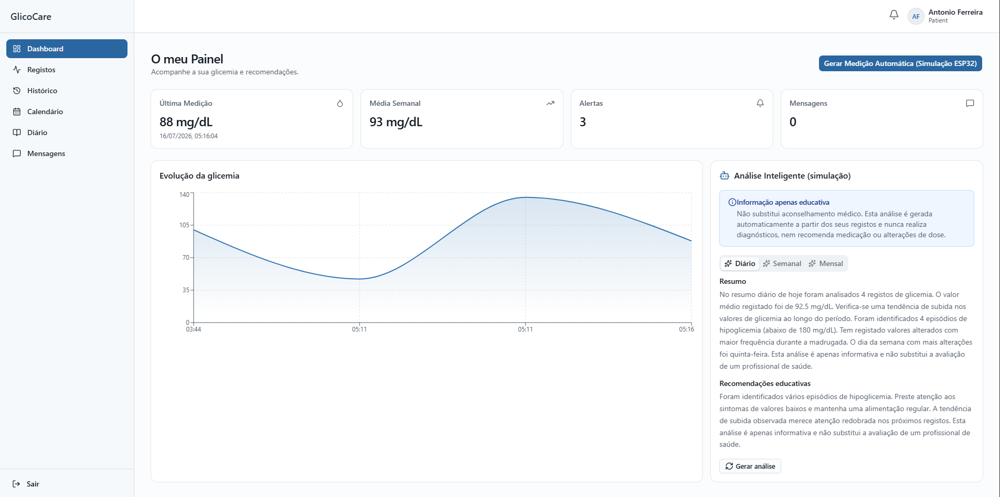 GlicoCare
AF
Antonio Ferreira
Patient
Dashboard
Registos
Histórico
Calendário
Diário
Mensagens
Sair
O meu Painel
Acompanhe a sua glicemia e recomendações.
Gerar Medição Automática (Simulação ESP32)
Última Medição
88 mg/dL
16/07/2026, 05:16:04
Média Semanal
93 mg/dL
Alertas
3
Mensagens
0
Evolução da glicemia
140
105
70
35
0
03:44
05:11
05:11
05:16
Análise Inteligente (simulação)
Informação apenas educativa
Não substitui aconselhamento médico. Esta análise é gerada
automaticamente a partir dos seus registos e nunca realiza
diagnósticos, nem recomenda medicação ou alterações de dose.
Diário
Semanal
Mensal
Resumo
No resumo diário de hoje foram analisados 4 registos de glicemia. O valor
médio registado foi de 92.5 mg/dL. Verifica-se uma tendência de subida nos
valores de glicemia ao longo do período. Foram identificados 4 episódios de
hipoglicemia (abaixo de 180 mg/dL). Tem registado valores alterados com
maior frequência durante a madrugada. O dia da semana com mais alterações
foi quinta-feira. Esta análise é apenas informativa e não substitui a avaliação
de um profissional de saúde.
Recomendações educativas
Foram identificados vários episódios de hipoglicemia. Preste atenção aos
sintomas de valores baixos e mantenha uma alimentação regular. A tendência
de subida observada merece atenção redobrada nos próximos registos. Esta
análise é apenas informativa e não substitui a avaliação de um profissional de
saúde.
Gerar análise